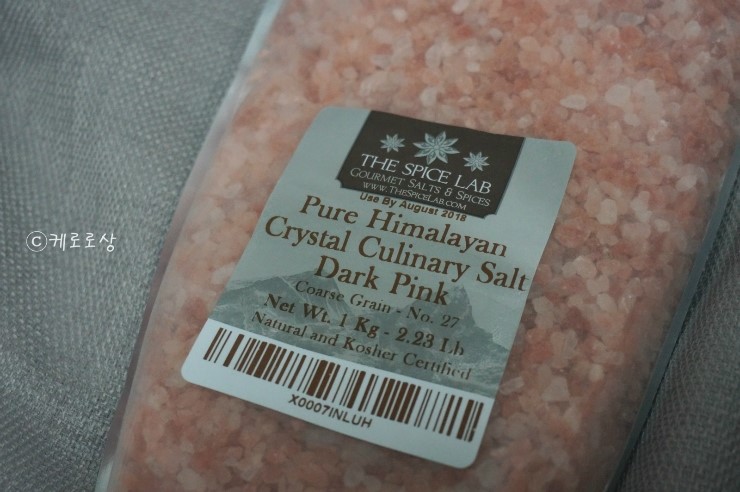 THE SPICE LAB
GOURMET SALTS & SPICES
WWW.THESPICELAB.COM
Use By August 2018
Pure Himalayan
Crystal Culinary Salt
Dark Pink
Coarse Grain - No. 27
Net Wt. 1 Kg - 2.23 Lb
Natural and Kosher Certified
X0007INLUH
©케로로상